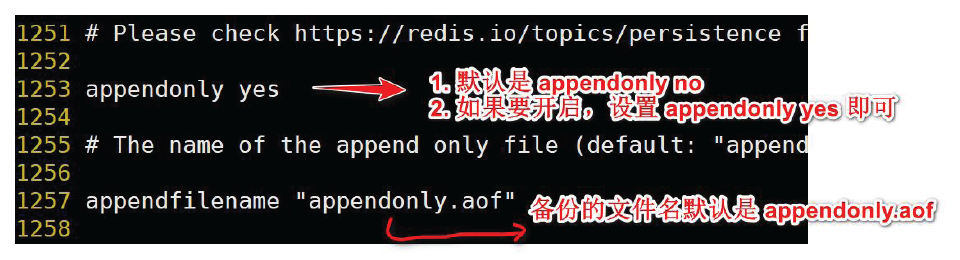 1251 # Please check https://redis.io/topics/persistence f
1252
1253 appendonly yes
1. 默认是 appendonly no
2. 如果要开启，设置 appendonly yes 即可
1254
1255 # The name of the append only file (default: "append
1256
1257 appendfilename "appendonly.aof"
备份的文件名默认是 appendonly.aof
1258